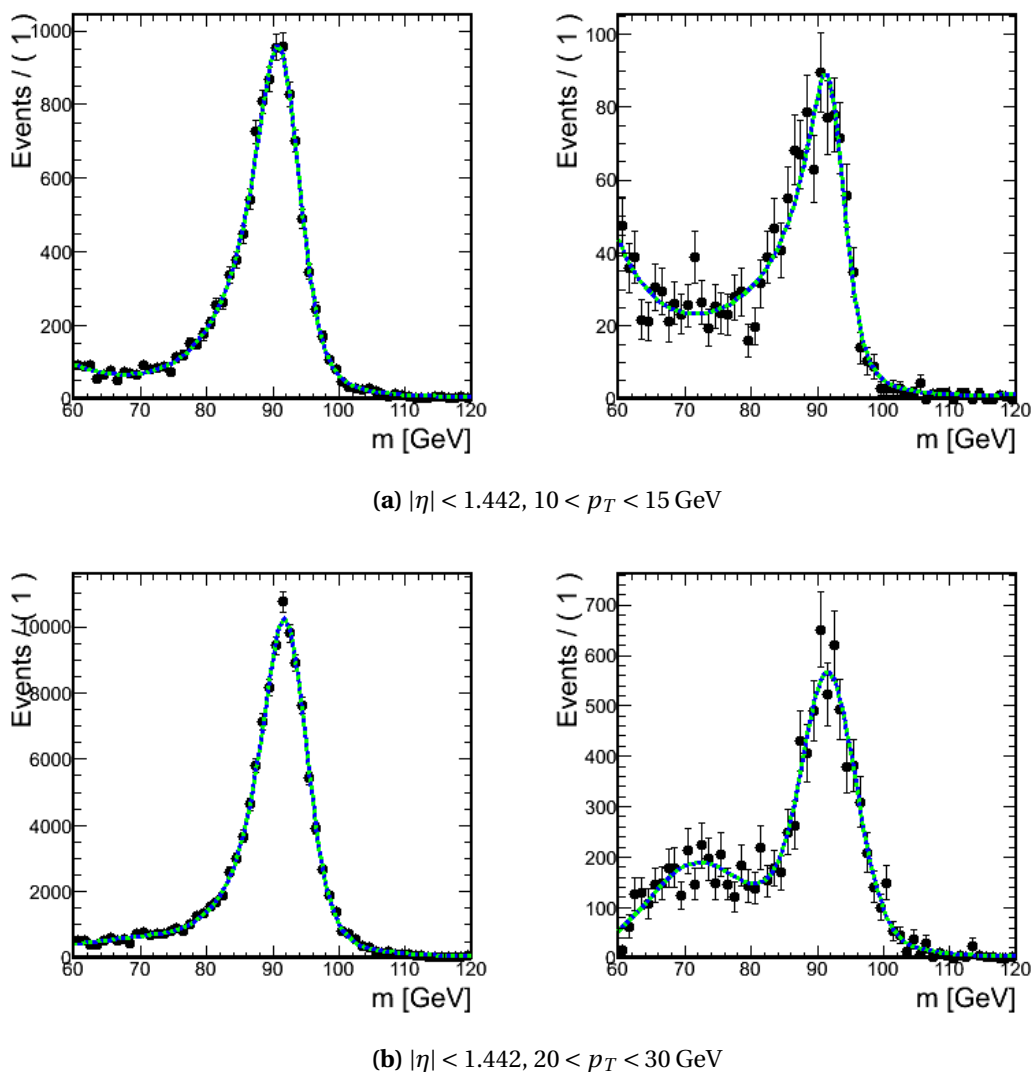 Events / ( 1 )
1000
800
600
400
200
0
60 70 80 90 100 110 120
m [GeV]
Events / ( 1 )
100
80
60
40
20
0
60 70 80 90 100 110 120
m [GeV]
(a) |η| < 1.442, 10 < p_T < 15 GeV
Events / ( 1 )
10000
8000
6000
4000
2000
0
60 70 80 90 100 110 120
m [GeV]
Events / ( 1 )
700
600
500
400
300
200
100
0
60 70 80 90 100 110 120
m [GeV]
(b) |η| < 1.442, 20 < p_T < 30 GeV